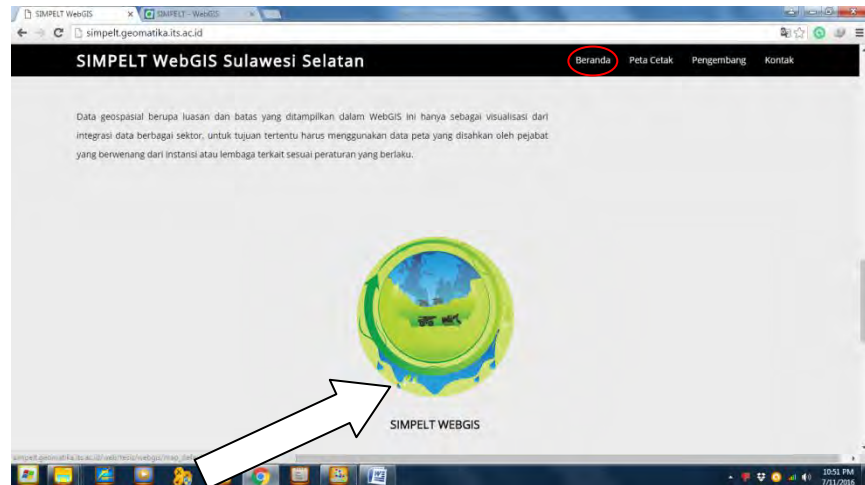 SIMPELT WebGIS
SIMPELT - WebGIS
simpelt.geomatika.its.ac.id
SIMPELT WebGIS Sulawesi Selatan
Beranda Peta Cetak Pengembang Kontak
Data geospasial berupa luasan dan batas yang ditampilkan dalam WebGIS ini hanya sebagai visualisasi dari
integrasi data berbagai sektor, untuk tujuan tertentu harus menggunakan data peta yang disahkan oleh pejabat
yang berwenang dari instansi atau lembaga terkait sesuai peraturan yang berlaku.
SIMPELT WEBGIS
10:51 PM
7/11/2016